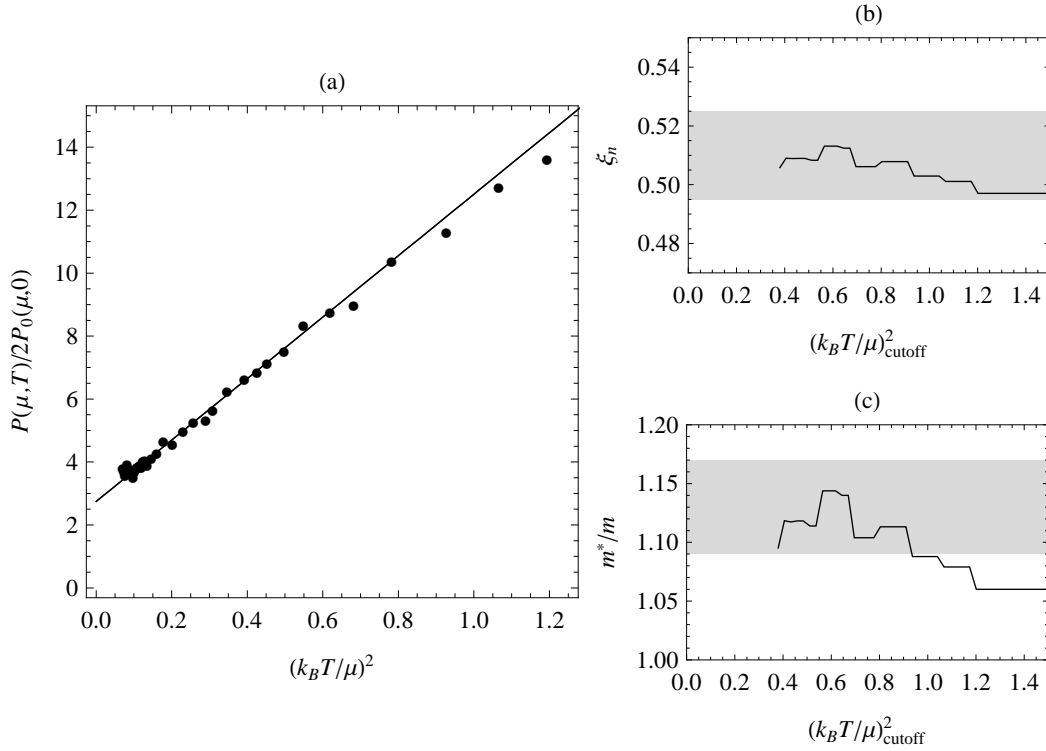 (a)
P(μ,T)/2P₀(μ,0)
14
12
10
8
6
4
2
0
0.0 0.2 0.4 0.6 0.8 1.0 1.2
(k_BT/μ)²
(b)
ξₙ
0.54
0.52
0.50
0.48
0.0 0.2 0.4 0.6 0.8 1.0 1.2 1.4
(k_BT/μ)²cutoff
(c)
m*/m
1.20
1.15
1.10
1.05
1.00
0.0 0.2 0.4 0.6 0.8 1.0 1.2 1.4
(k_BT/μ)²cutoff